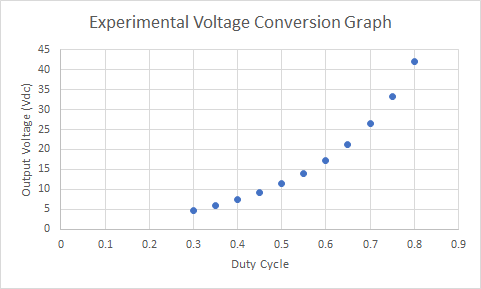 Experimental Voltage Conversion Graph
45
40
35
30
25
20
15
10
5
0
Output Voltage (Vdc)
0 0.1 0.2 0.3 0.4 0.5 0.6 0.7 0.8 0.9
Duty Cycle